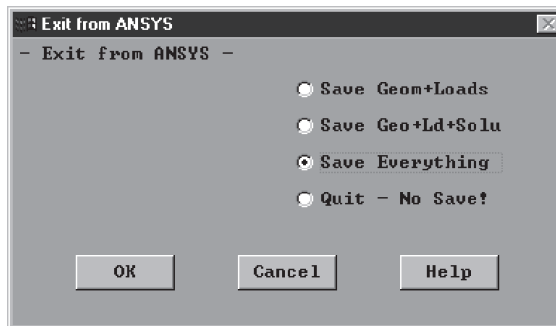 Exit from ANSYS
- Exit from ANSYS -
Save Geom+Loads
Save Geo+Ld+Solu
Save Everything
Quit - No Save!
OK Cancel Help